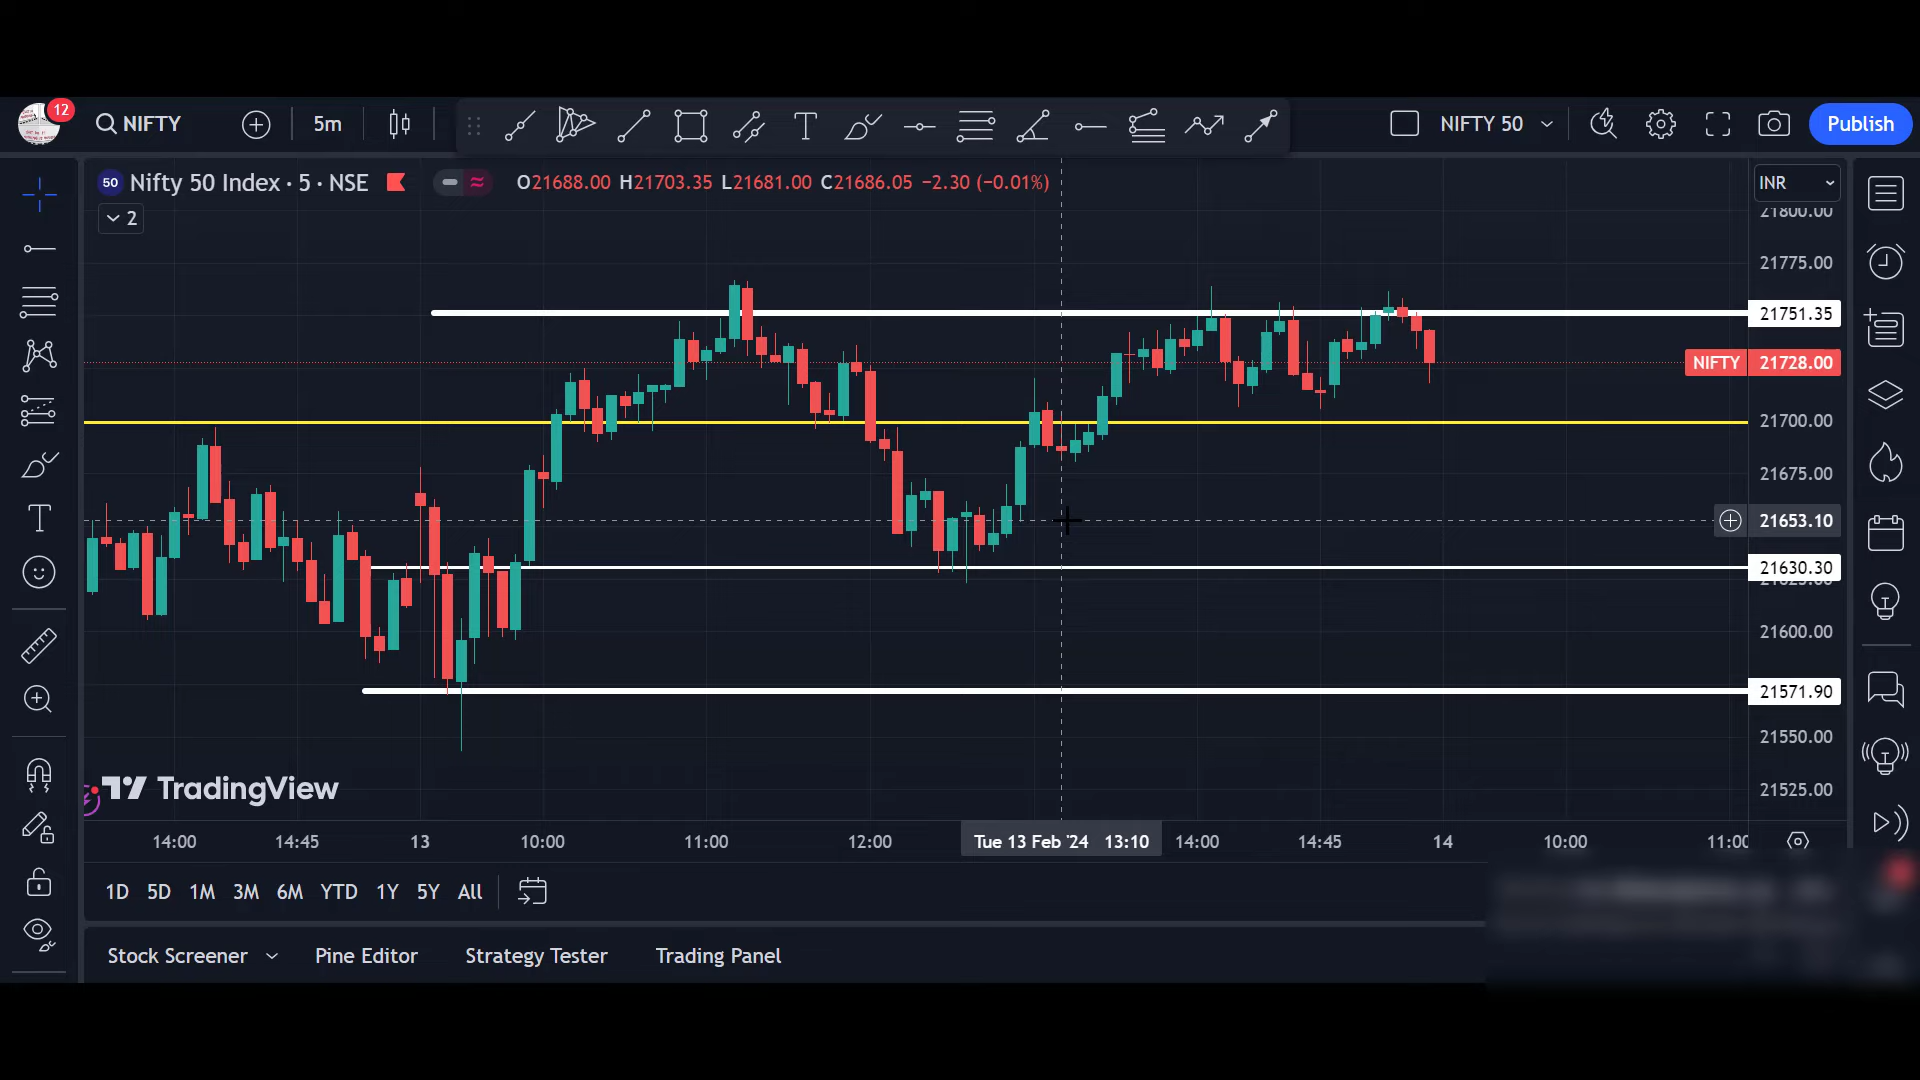 12
NIFTY
5m
NIFTY 50
Publish
50 Nifty 50 Index · 5 · NSE O21688.00 H21703.35 L21681.00 C21686.05 −2.30 (−0.01%)
INR
2
21800.00
21775.00
21751.35
NIFTY 21728.00
21700.00
21675.00
21653.10
21630.30
21625.00
21600.00
21571.90
21550.00
21525.00
TradingView
14:00 14:45 13 10:00 11:00 12:00 Tue 13 Feb '24 13:10 14:00 14:45 14 10:00 11:00
1D 5D 1M 3M 6M YTD 1Y 5Y All
Stock Screener Pine Editor Strategy Tester Trading Panel